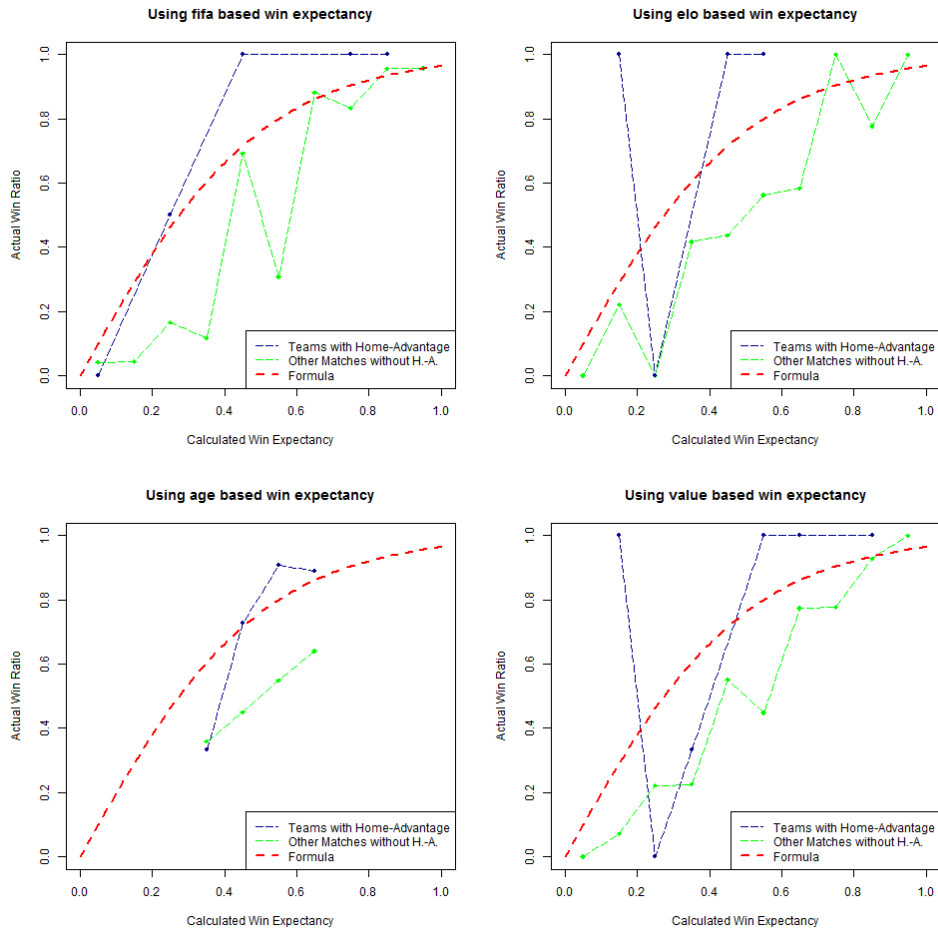 Using fifa based win expectancy
Actual Win Ratio
0.0 0.2 0.4 0.6 0.8 1.0
Teams with Home-Advantage
Other Matches without H.-A.
Formula
0.0 0.2 0.4 0.6 0.8 1.0
Calculated Win Expectancy
Using elo based win expectancy
Actual Win Ratio
0.0 0.2 0.4 0.6 0.8 1.0
Teams with Home-Advantage
Other Matches without H.-A.
Formula
0.0 0.2 0.4 0.6 0.8 1.0
Calculated Win Expectancy
Using age based win expectancy
Actual Win Ratio
0.0 0.2 0.4 0.6 0.8 1.0
Teams with Home-Advantage
Other Matches without H.-A.
Formula
0.0 0.2 0.4 0.6 0.8 1.0
Calculated Win Expectancy
Using value based win expectancy
Actual Win Ratio
0.0 0.2 0.4 0.6 0.8 1.0
Teams with Home-Advantage
Other Matches without H.-A.
Formula
0.0 0.2 0.4 0.6 0.8 1.0
Calculated Win Expectancy